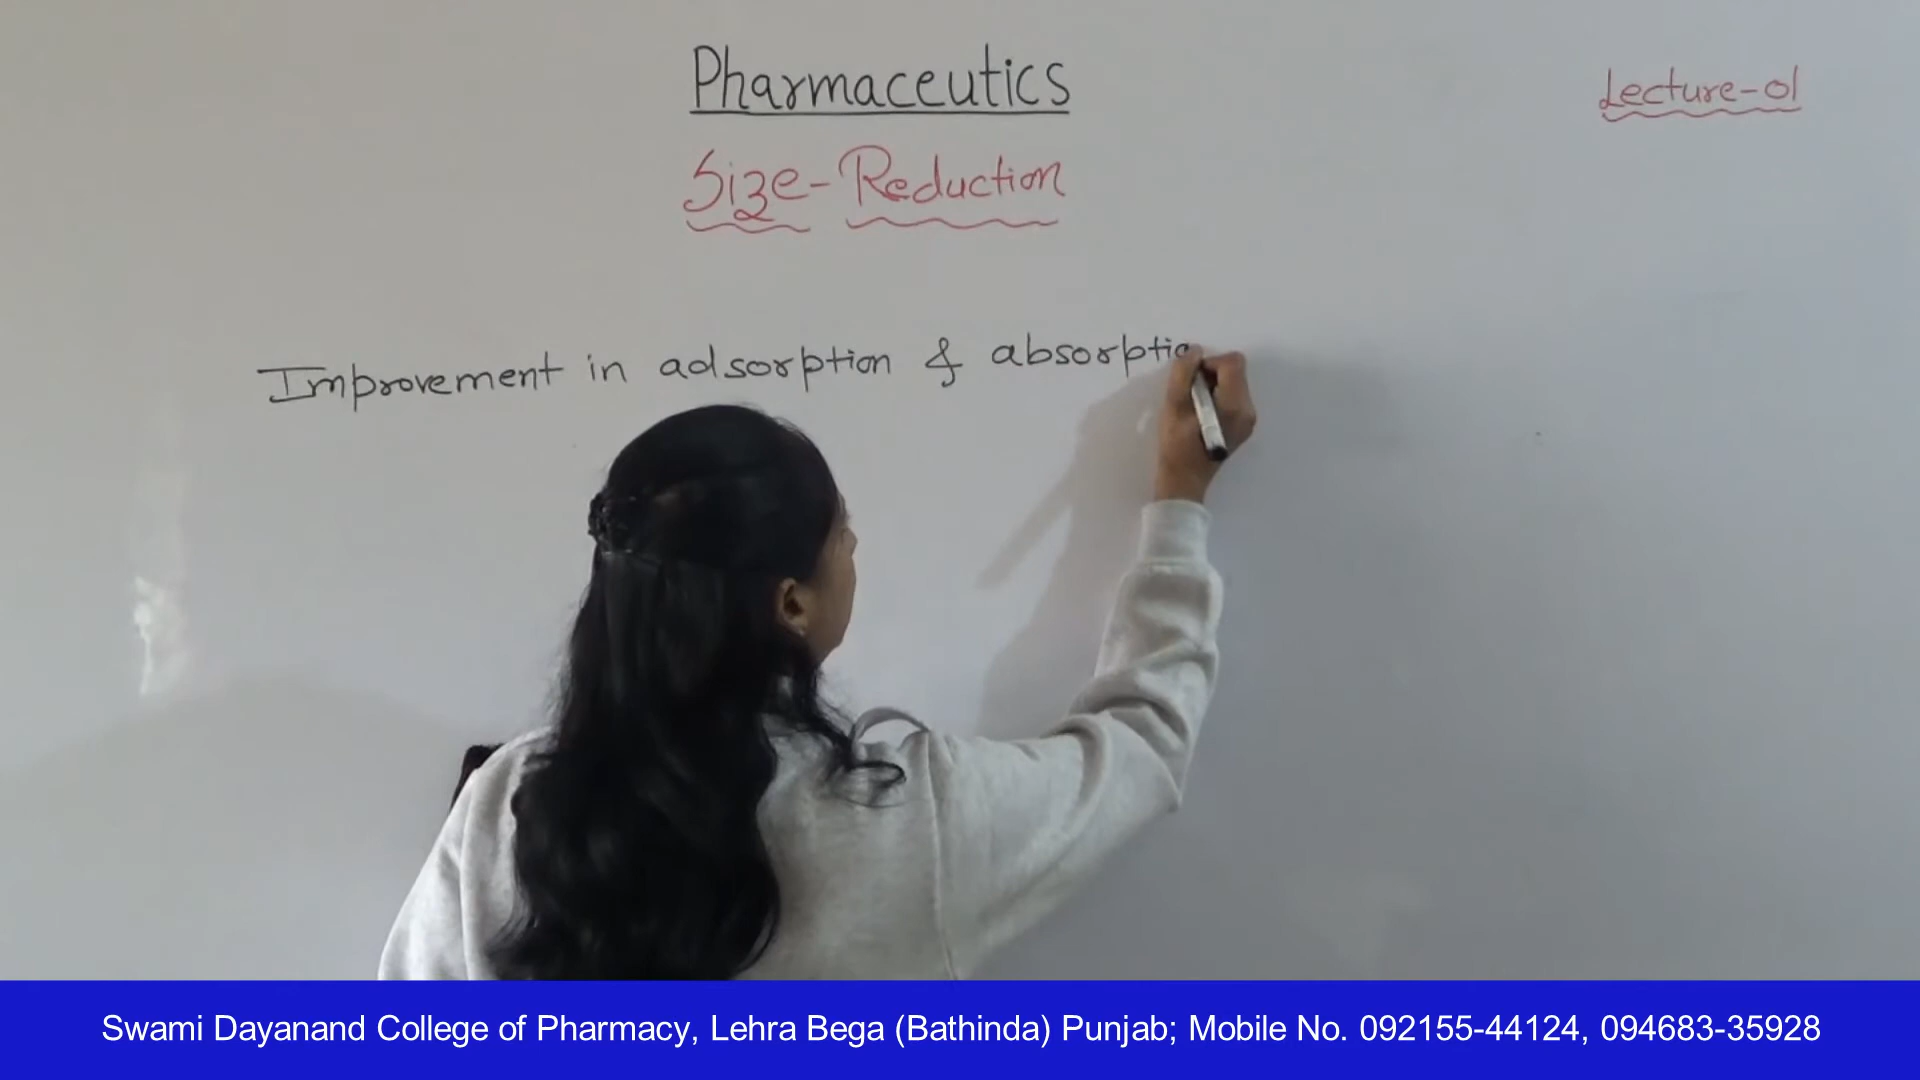 Pharmaceutics
Lecture-01
Size-Reduction
Improvement in adsorption & absorptio
Swami Dayanand College of Pharmacy, Lehra Bega (Bathinda) Punjab; Mobile No. 092155-44124, 094683-35928